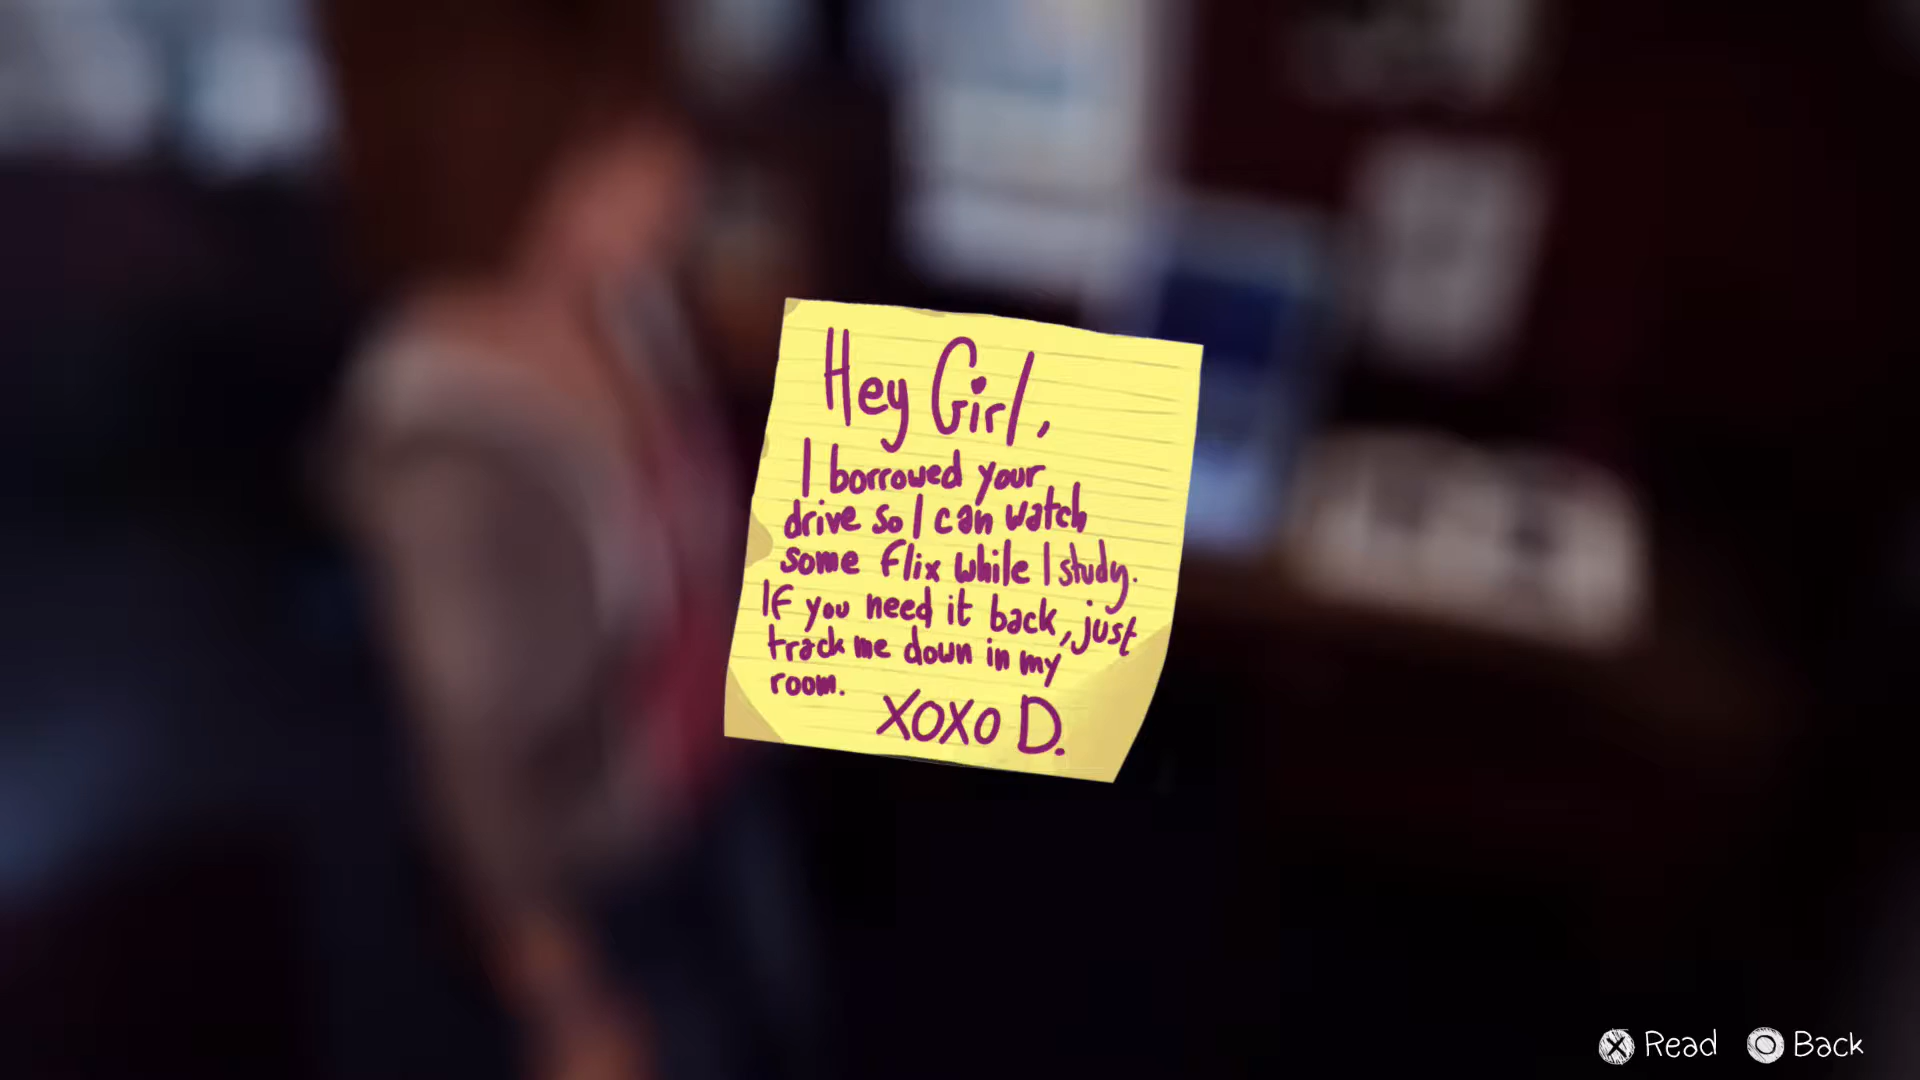 Hey Girl,
I borrowed your
drive so I can watch
some flix while I study.
If you need it back, just
track me down in my
room.
XOXO D.
Read Back